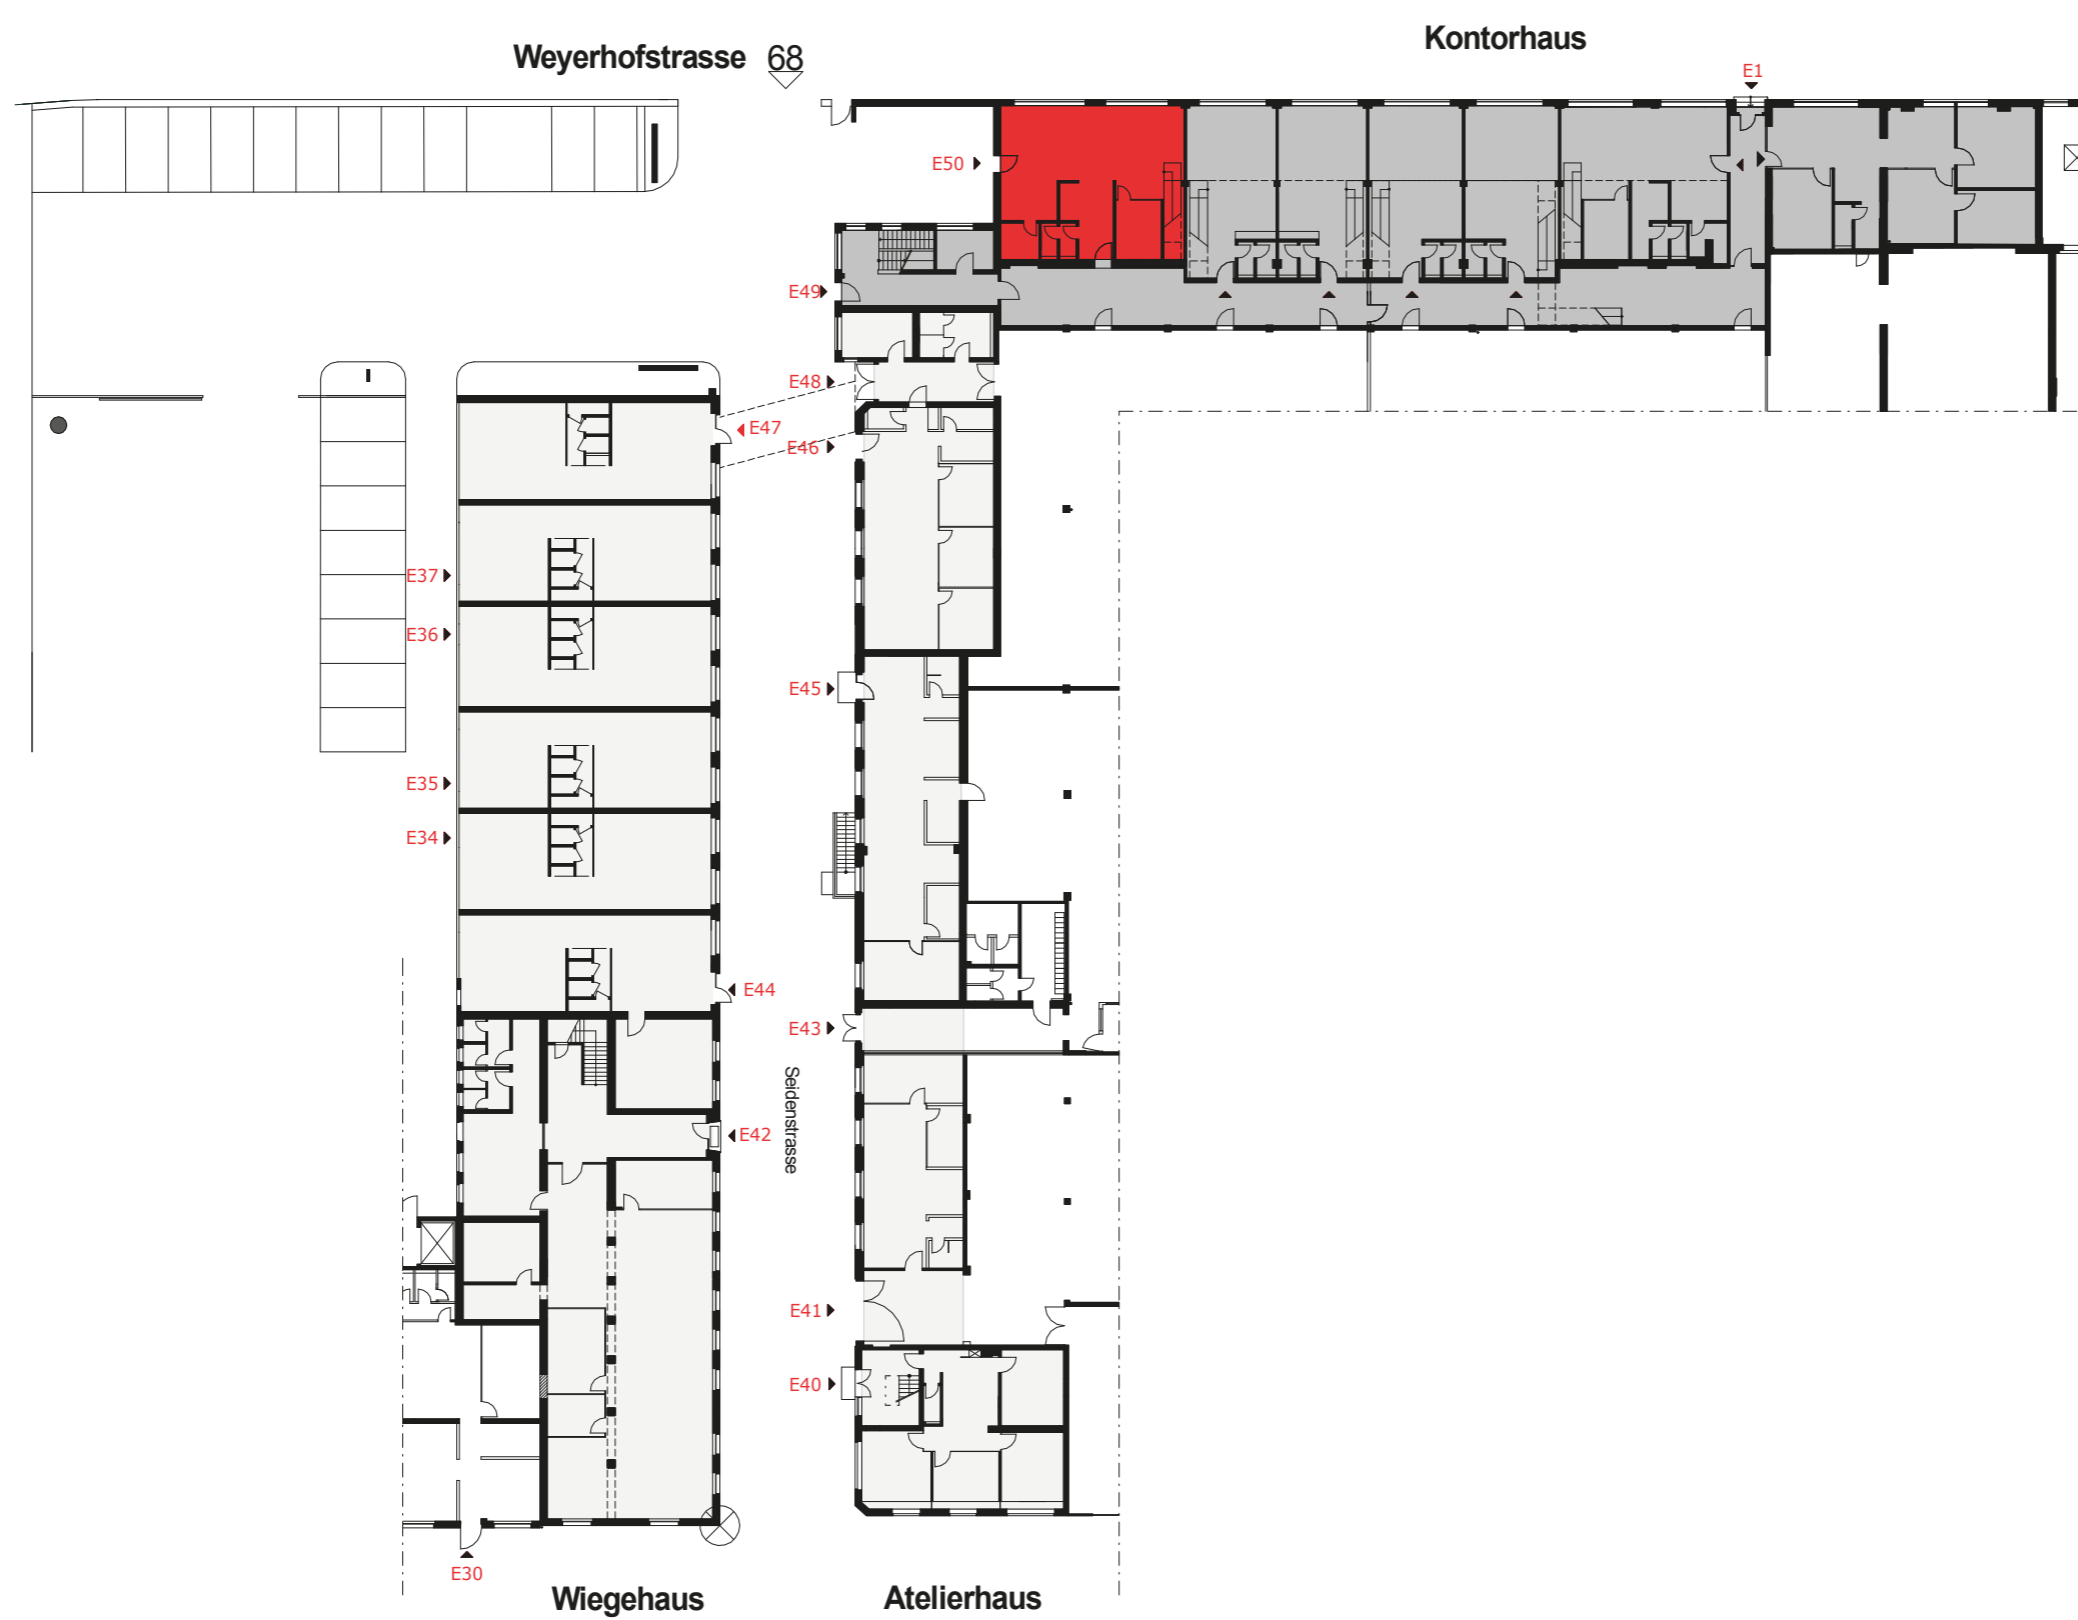 Kontorhaus
Weyerhofstrasse 68
E1
E50
E49
E48
E47
E46
E37
E36
E45
E35
E34
E44
E43
Seidenstrasse
E42
E41
E40
E30
Wiegehaus
Atelierhaus